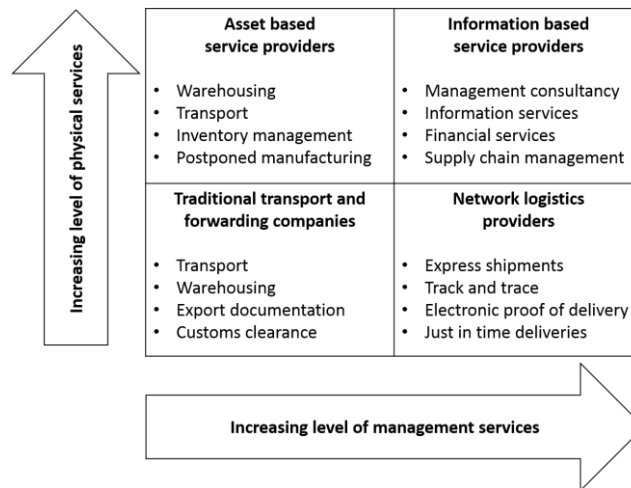 Increasing level of physical services
Asset based
service providers
• Warehousing
• Transport
• Inventory management
• Postponed manufacturing
Information based
service providers
• Management consultancy
• Information services
• Financial services
• Supply chain management
Traditional transport and
forwarding companies
• Transport
• Warehousing
• Export documentation
• Customs clearance
Network logistics
providers
• Express shipments
• Track and trace
• Electronic proof of delivery
• Just in time deliveries
Increasing level of management services